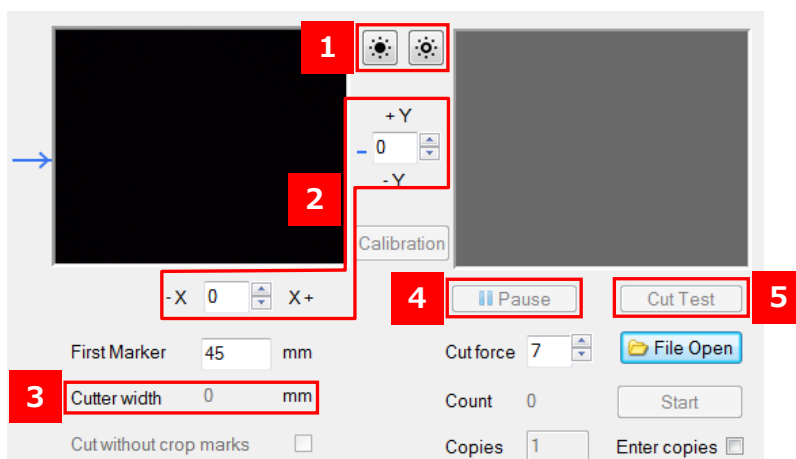 1
+Y
0
-Y
2
Calibration
-X 0 X+
4 Pause Cut Test 5
First Marker 45 mm Cut force 7 File Open
3 Cutter width 0 mm Count 0 Start
Cut without crop marks Copies 1 Enter copies